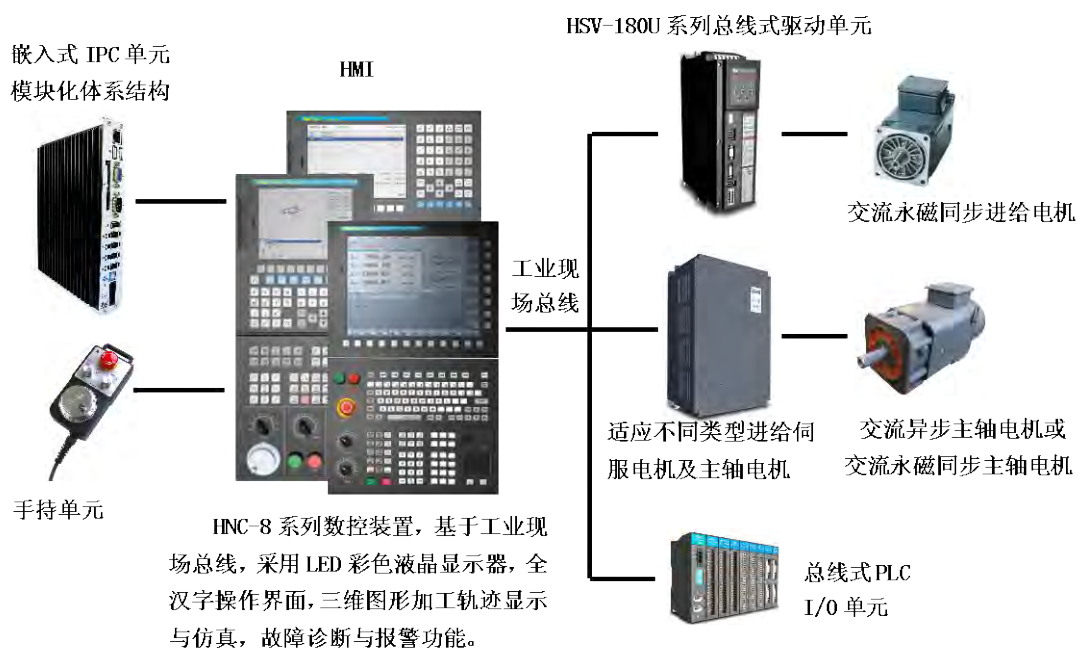 HSV-180U 系列总线式驱动单元
嵌入式 IPC 单元
模块化体系结构
HMI
交流永磁同步进给电机
工业现
场总线
适应不同类型进给伺
服电机及主轴电机
交流异步主轴电机或
交流永磁同步主轴电机
手持单元
HNC-8 系列数控装置，基于工业现
场总线，采用 LED 彩色液晶显示器，全
汉字操作界面，三维图形加工轨迹显示
与仿真，故障诊断与报警功能。
总线式 PLC
I/O 单元